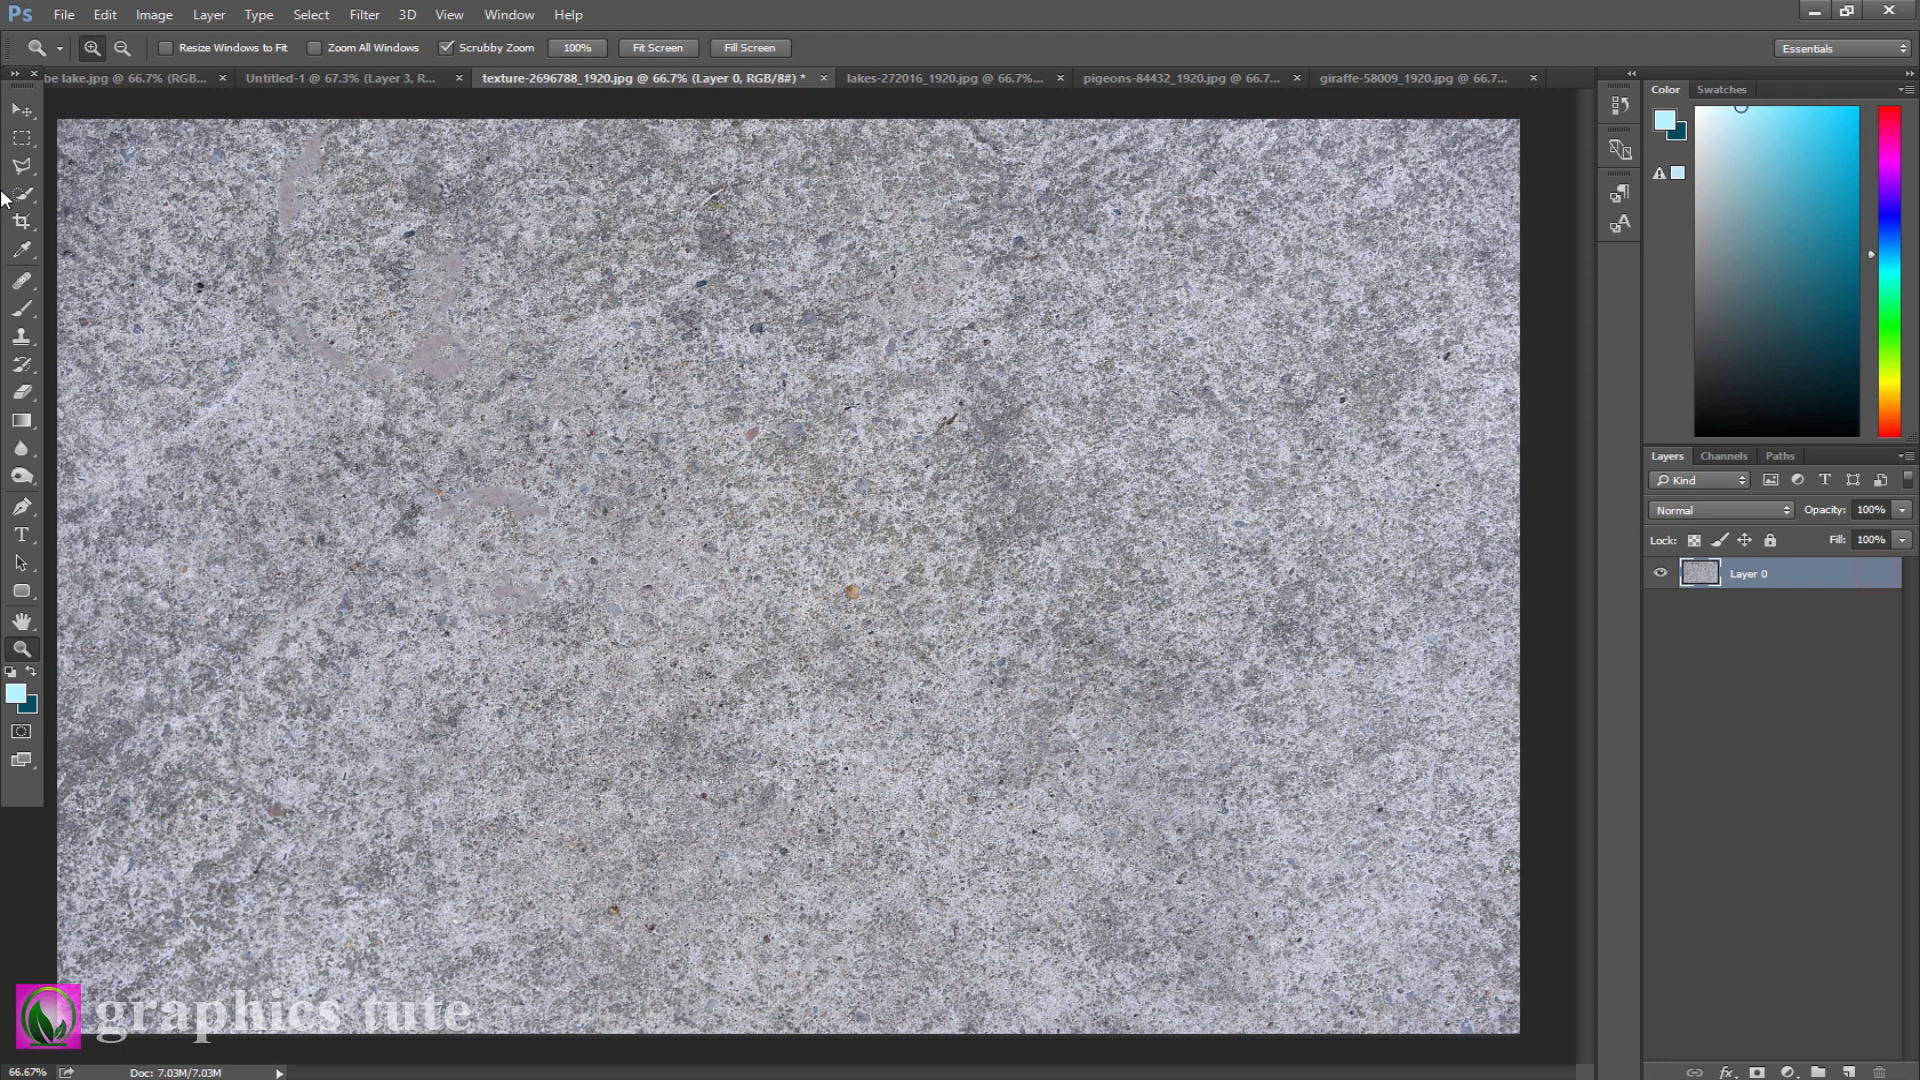 Ps File Edit Image Layer Type Select Filter 3D View Window Help
Resize Windows to Fit Zoom All Windows Scrubby Zoom 100% Fit Screen Fill Screen Essentials
be lake.jpg @ 66.7% (RGB... Untitled-1 @ 67.3% (Layer 3, R... texture-2696788_1920.jpg @ 66.7% (Layer 0, RGB/8#) * lakes-272016_1920.jpg @ 66.7%... pigeons-84432_1920.jpg @ 66.7... giraffe-58009_1920.jpg @ 66.7...
Color Swatches
Layers Channels Paths
Kind
Normal Opacity: 100%
Lock: Fill: 100%
Layer 0
graphics tute
66.67% Doc: 7.03M/7.03M